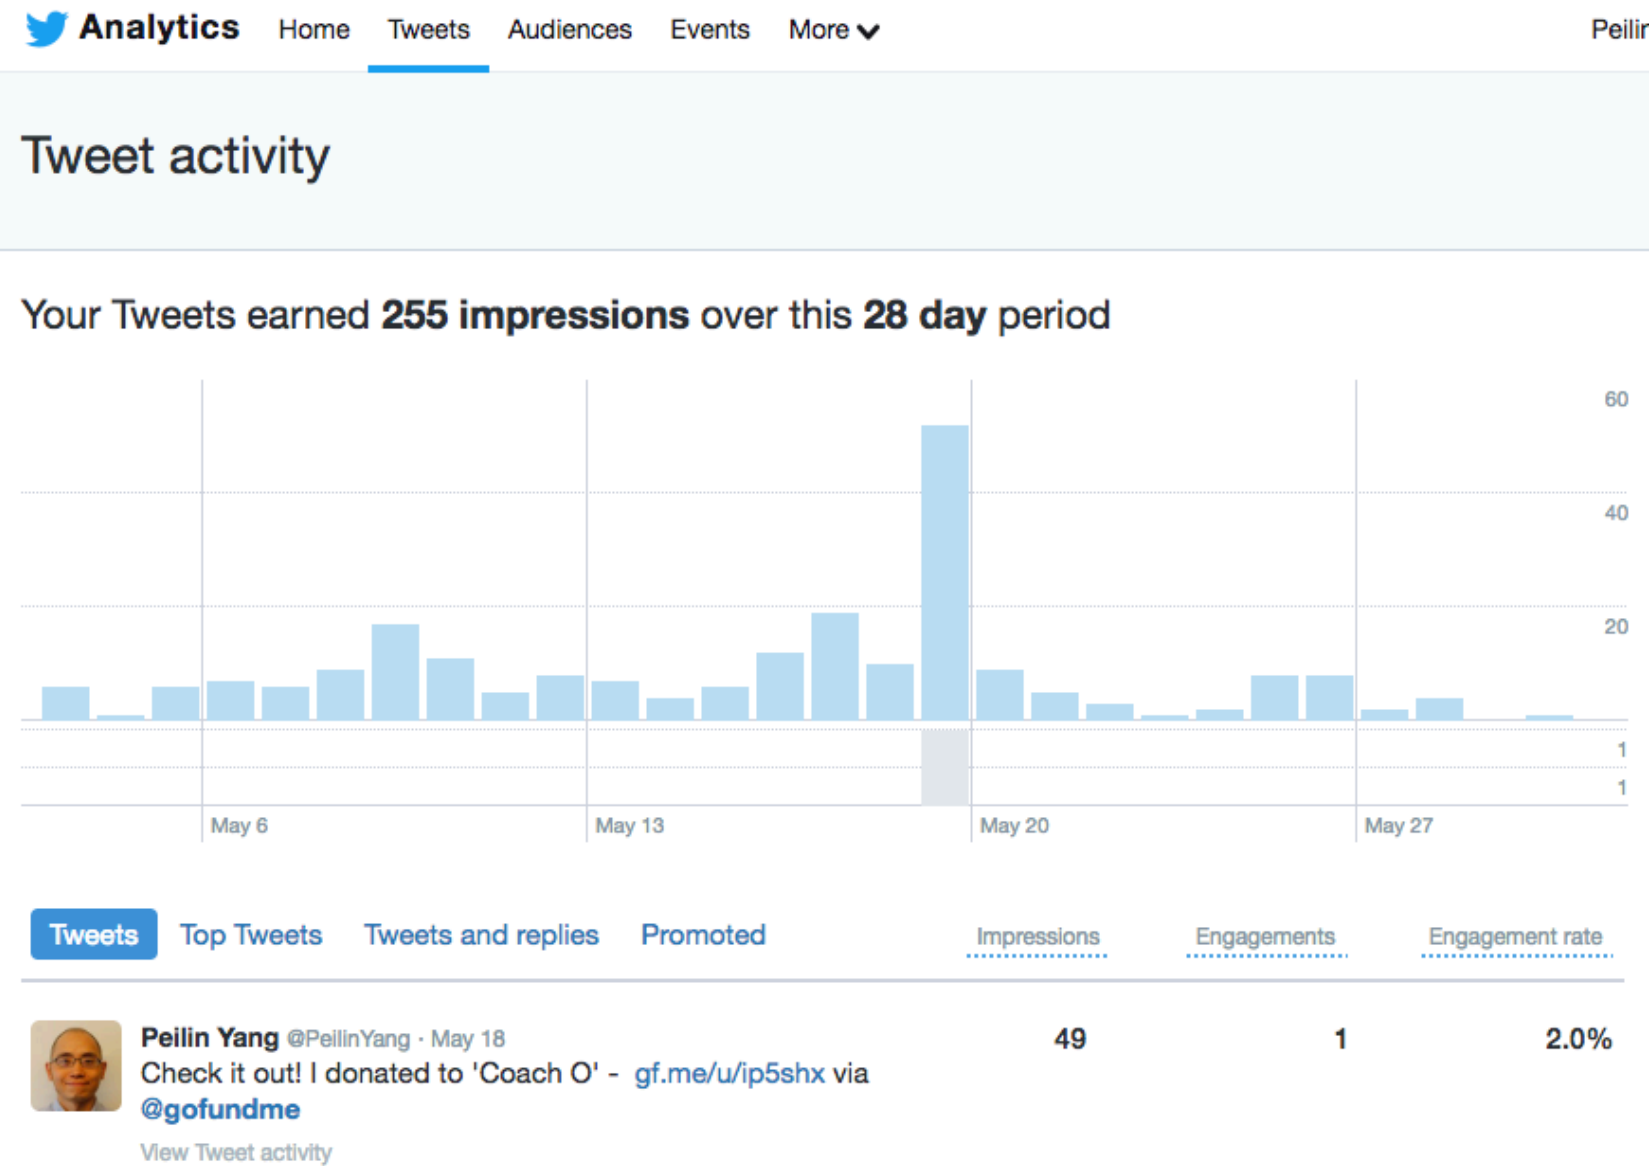 Analytics Home Tweets Audiences Events More Peilin
Tweet activity
Your Tweets earned 255 impressions over this 28 day period
60
40
20
1
1
May 6 May 13 May 20 May 27
Tweets Top Tweets Tweets and replies Promoted Impressions Engagements Engagement rate
Peilin Yang @PeilinYang · May 18 49 1 2.0%
Check it out! I donated to 'Coach O' - gf.me/u/ip5shx via
@gofundme
View Tweet activity